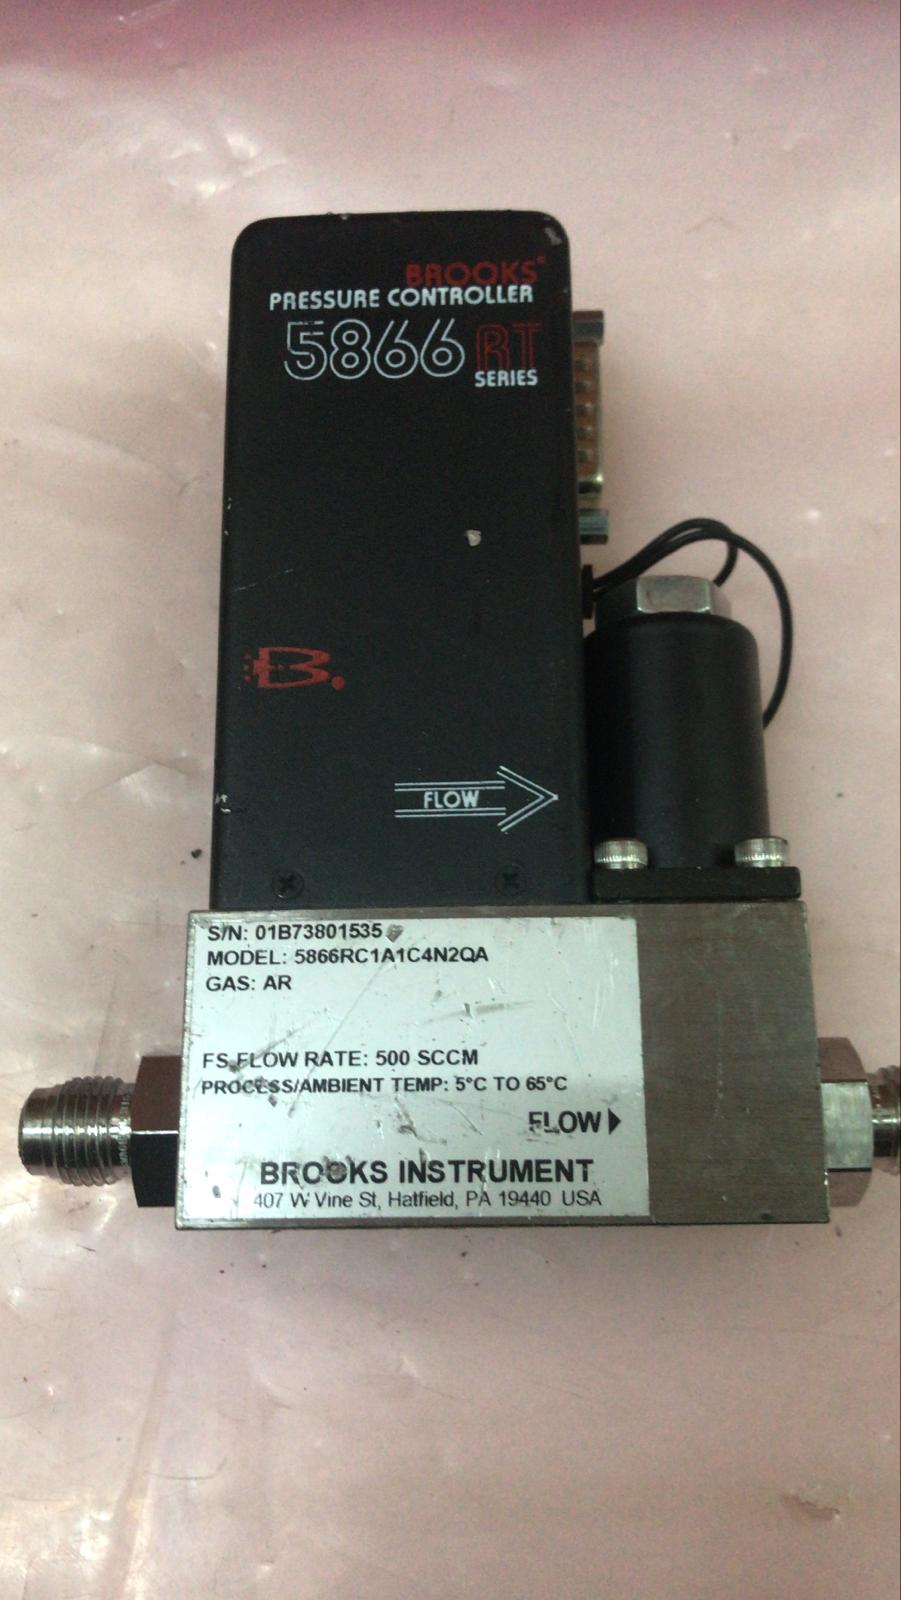 BROOKS®
PRESSURE CONTROLLER
5866 RT
SERIES
B.
FLOW
S/N: 01B73801535
MODEL: 5866RC1A1C4N2QA
GAS: AR
FS FLOW RATE: 500 SCCM
PROCESS/AMBIENT TEMP: 5°C TO 65°C
FLOW
BROOKS INSTRUMENT
407 W Vine St, Hatfield, PA 19440 USA